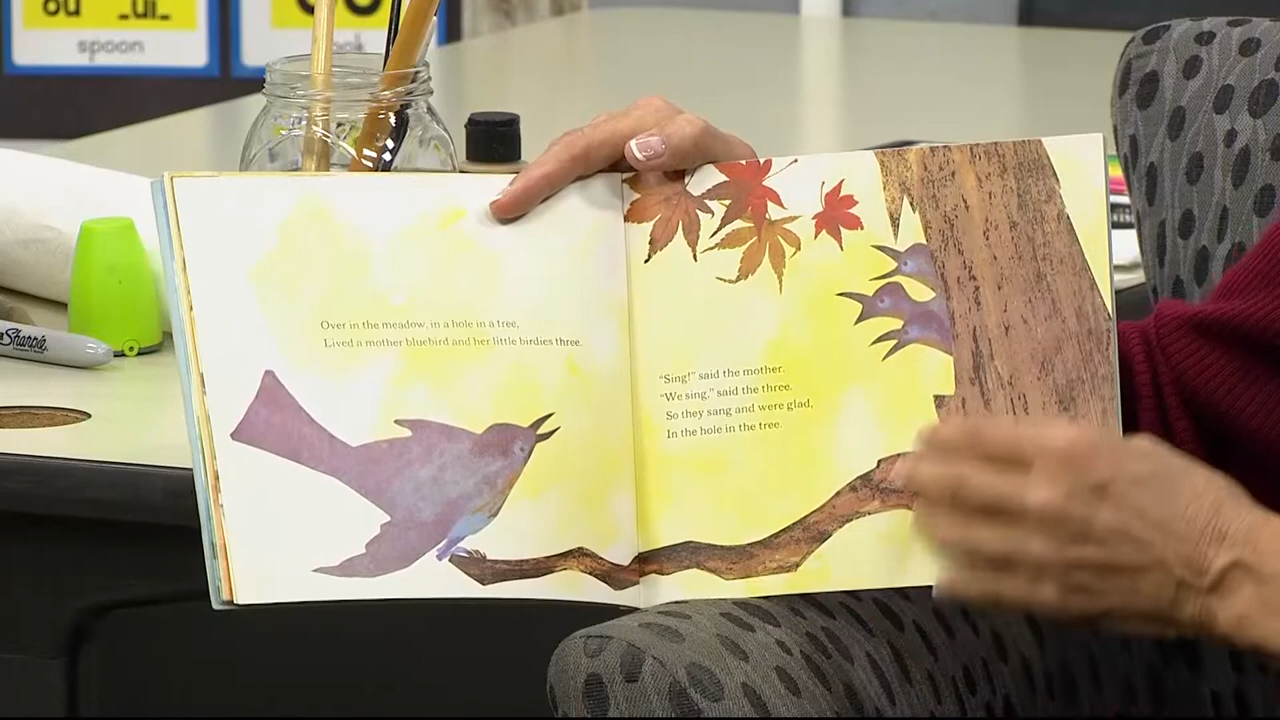 ou _ui_
spoon
Sharpie
Over in the meadow, in a hole in a tree,
Lived a mother bluebird and her little birdies three.
"Sing!" said the mother.
"We sing," said the three.
So they sang and were glad,
In the hole in the tree.